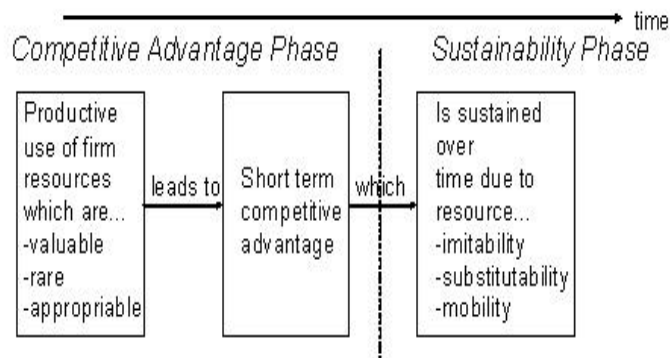 time
Competitive Advantage Phase
Sustainability Phase
Productive
use of firm
resources
which are...
-valuable
-rare
-appropriable
leads to
Short term
competitive
advantage
which
Is sustained
over
time due to
resource...
-imitability
-substitutability
-mobility